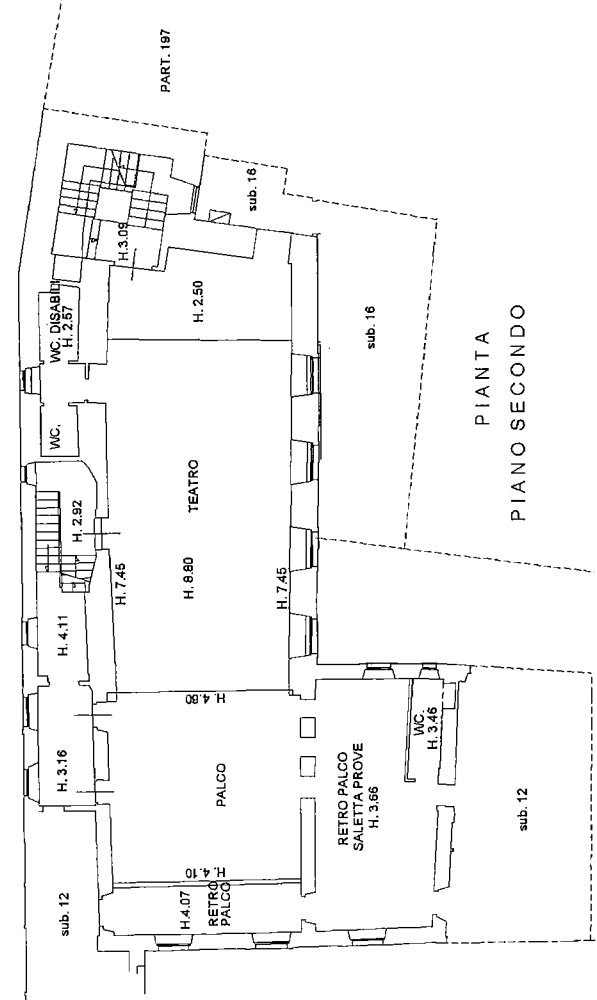 PART. 197
sub. 16
H. 3.09
WC. DISABILI
H. 2.57
H. 2.50
sub. 16
WC.
PIANTA
PIANO SECONDO
TEATRO
H. 2.92
H. 7.45
H. 8.80
H. 7.45
H. 4.11
H. 4.60
H. 3.16
PALCO
WC.
H. 3.46
RETRO PALCO
SALETTA PROVE
H. 3.66
sub. 12
H. 4.10
H.4.07
RETRO
PALCO
sub. 12